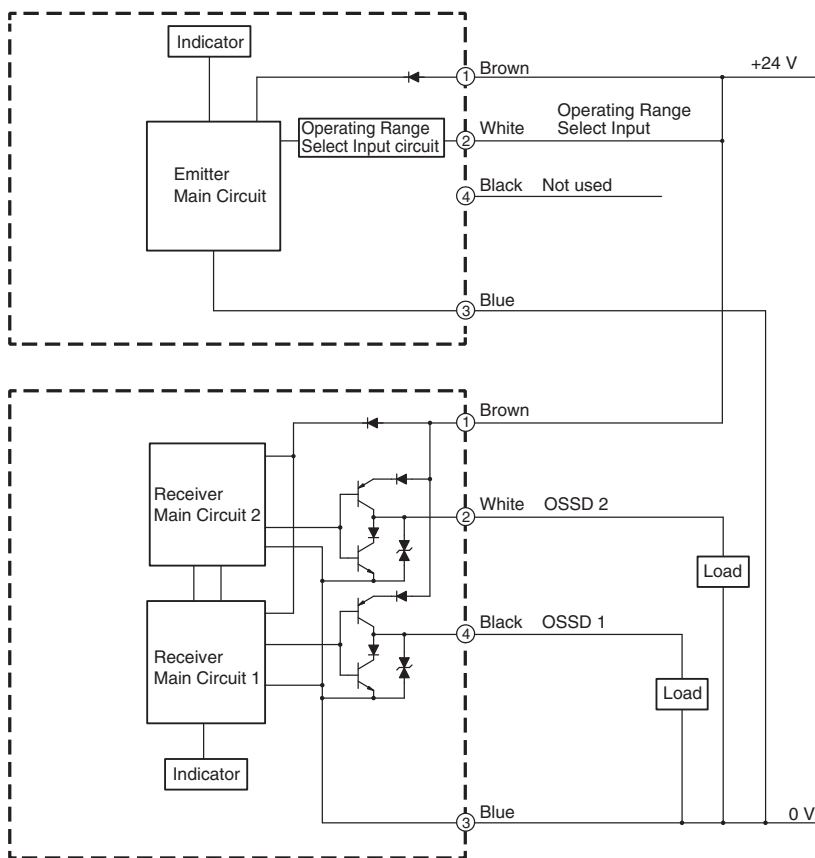 Indicator
1 Brown
+24 V
Operating Range
Select Input circuit
2 White
Operating Range
Select Input
Emitter
Main Circuit
4 Black Not used
3 Blue
1 Brown
Receiver
Main Circuit 2
2 White OSSD 2
Load
4 Black OSSD 1
Receiver
Main Circuit 1
Load
Indicator
3 Blue
0 V